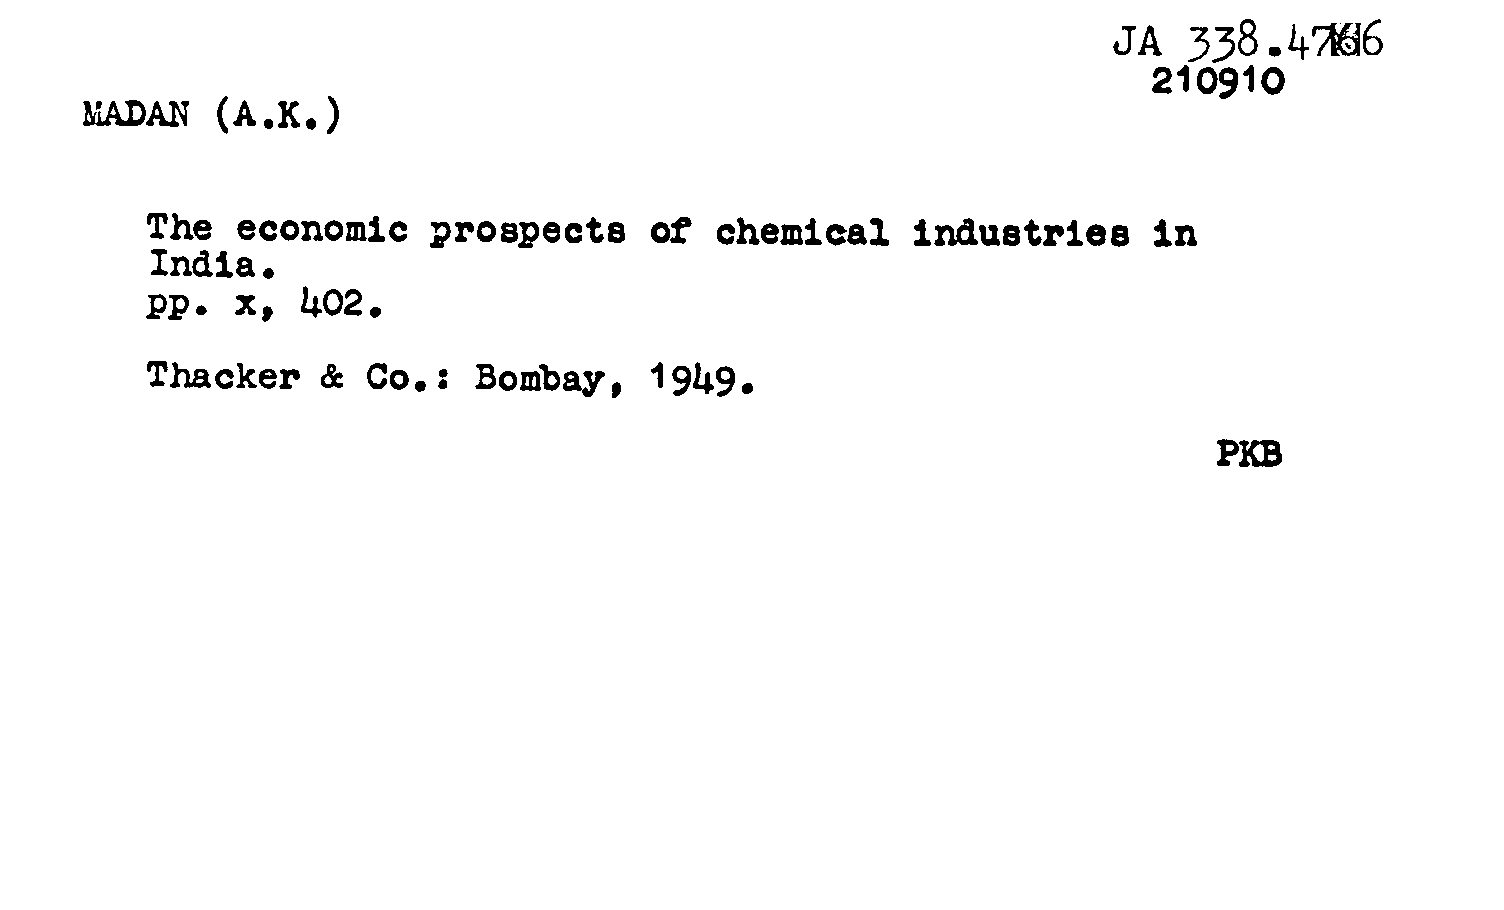 JA 338.4766
210910
MADAN (A.K.)
The economic prospects of chemical industries in
India.
pp. x, 402.
Thacker & Co.: Bombay, 1949.
PKB